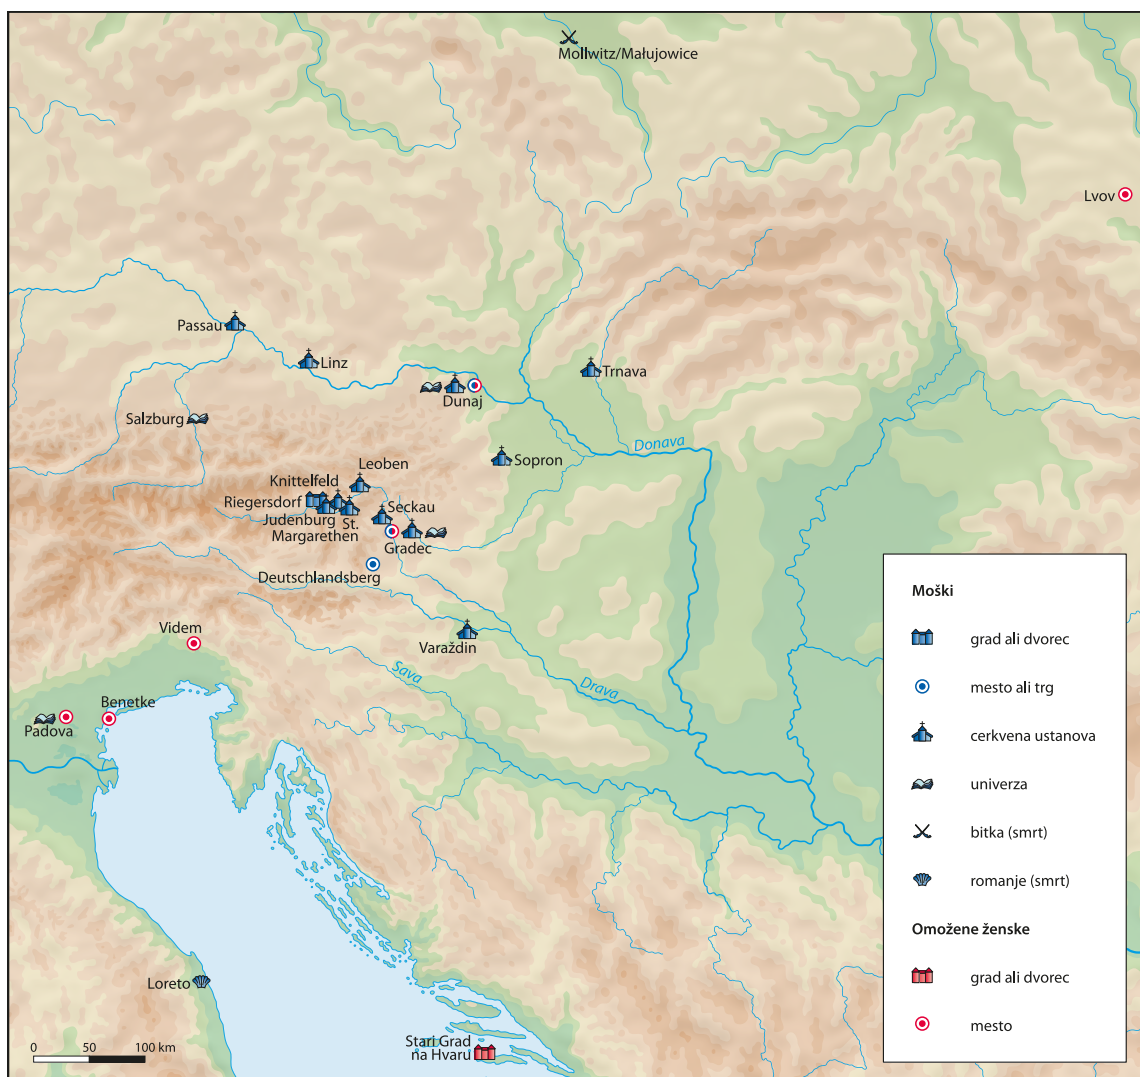 Mollwitz/Małujowice
Lvov
Passau
Linz
Trnava
Dunaj
Salzburg
Donava
Sopron
Leoben
Knittelfeld
Riegersdorf
Seckau
Judenburg
St.
Margarethen
Gradec
Deutschlandsberg
Videm
Varaždin
Sava
Drava
Benetke
Padova
Loreto
Stari Grad
na Hvaru
0 50 100 km
Moški
grad ali dvorec
mesto ali trg
cerkvena ustanova
univerza
bitka (smrt)
romanje (smrt)
Omožene ženske
grad ali dvorec
mesto